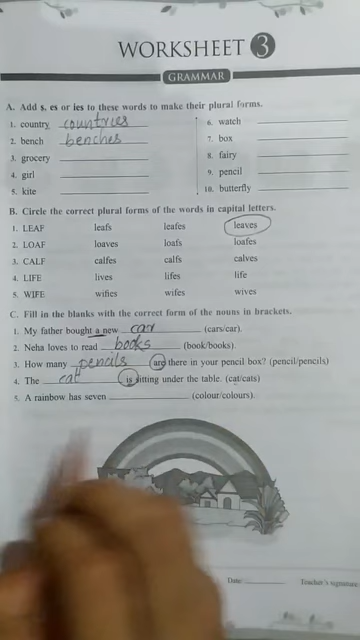 WORKSHEET 3
GRAMMAR
A. Add s, es or ies to these words to make their plural forms.
1. country countries
2. bench benches
3. grocery
4. girl
5. kite
6. watch
7. box
8. fairy
9. pencil
10. butterfly
B. Circle the correct plural forms of the words in capital letters.
1. LEAF leafs leafes leaves
2. LOAF loaves loafs loafes
3. CALF calfes calfs calves
4. LIFE lives lifes life
5. WIFE wifies wifes wives
C. Fill in the blanks with the correct form of the nouns in brackets.
1. My father bought a new car (cars/car).
2. Neha loves to read books (book/books).
3. How many pencils are there in your pencil box? (pencil/pencils)
4. The cat is sitting under the table. (cat/cats)
5. A rainbow has seven (colour/colours).
Date: Teacher's signature